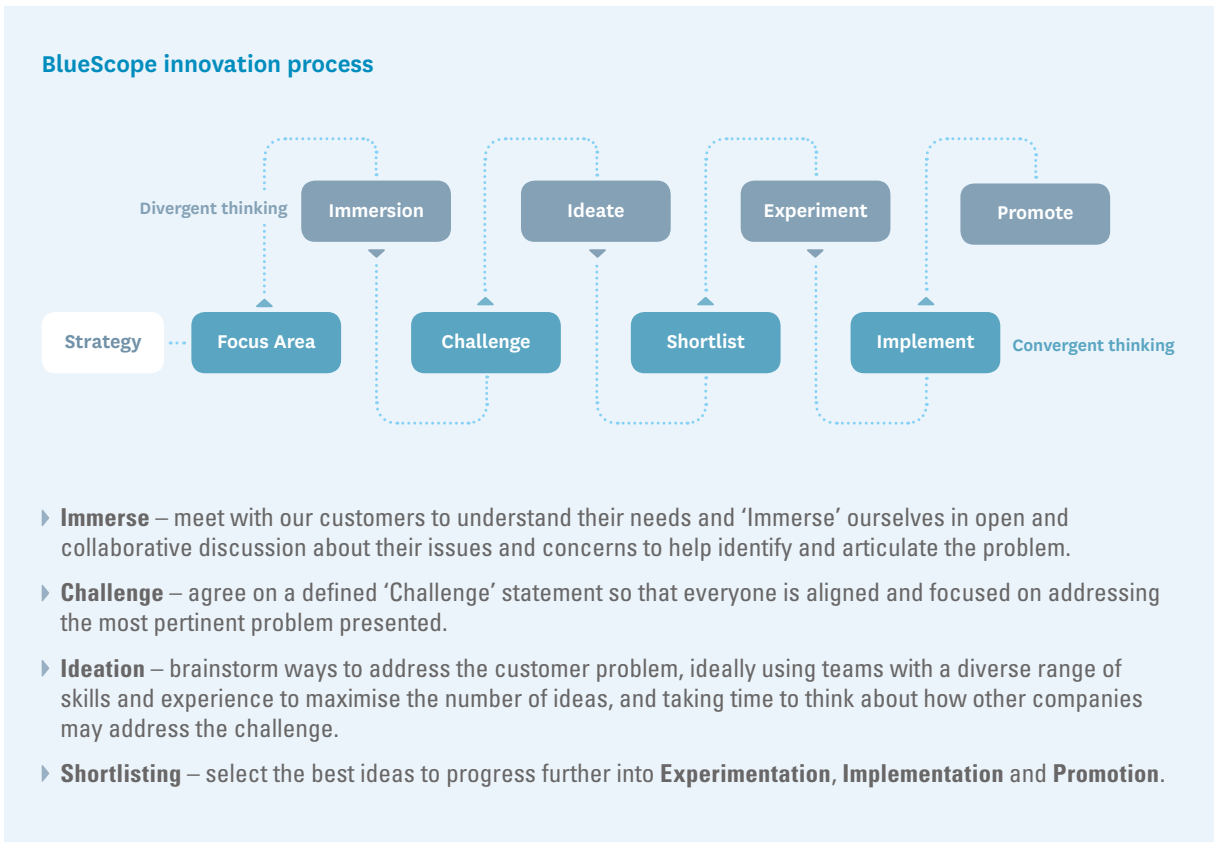 BlueScope innovation process
Divergent thinking
Immersion
Ideate
Experiment
Promote
Strategy
Focus Area
Challenge
Shortlist
Implement
Convergent thinking
Immerse – meet with our customers to understand their needs and ‘Immerse’ ourselves in open and
collaborative discussion about their issues and concerns to help identify and articulate the problem.
Challenge – agree on a defined ‘Challenge’ statement so that everyone is aligned and focused on addressing
the most pertinent problem presented.
Ideation – brainstorm ways to address the customer problem, ideally using teams with a diverse range of
skills and experience to maximise the number of ideas, and taking time to think about how other companies
may address the challenge.
Shortlisting – select the best ideas to progress further into Experimentation, Implementation and Promotion.